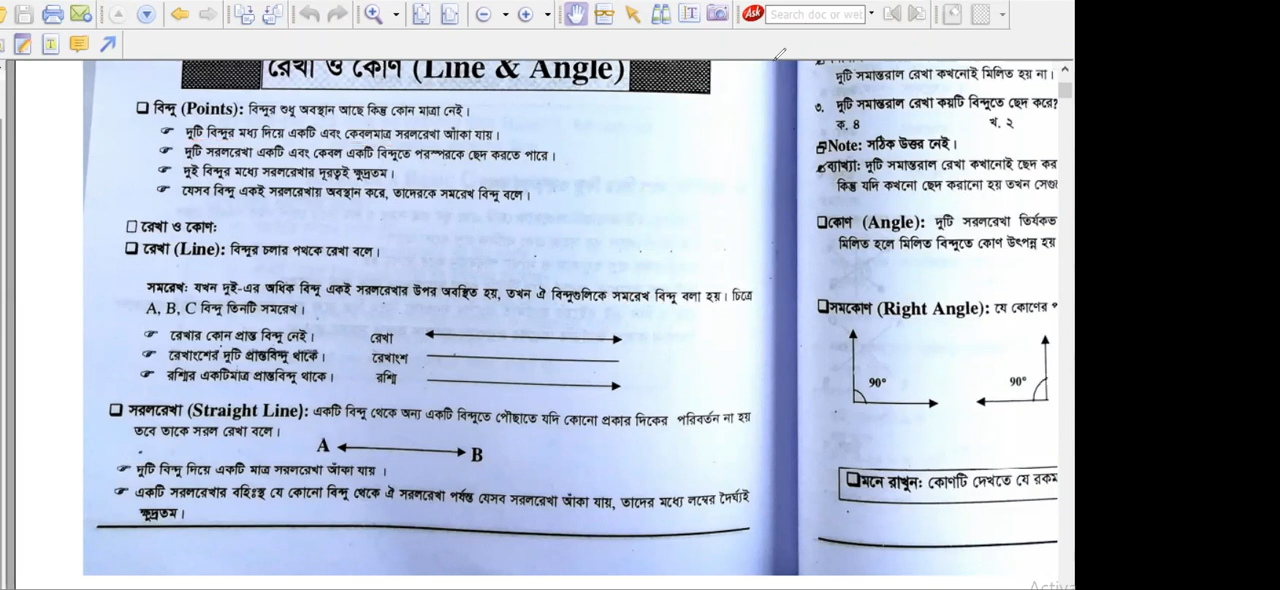 Ask
Search doc or wel
রেখা ও কোণ (Line & Angle)
❑ বিন্দু (Points): বিন্দুর শুধু অবস্থান আছে কিন্তু কোন মাত্রা নেই।
☞ দুটি বিন্দুর মধ্য দিয়ে একটি এবং কেবলমাত্র সরলরেখা আঁকা যায়।
☞ দুটি সরলরেখা একটি এবং কেবল একটি বিন্দুতে পরস্পরকে ছেদ করতে পারে।
☞ দুই বিন্দুর মধ্যে সরলরেখার দূরত্বই ক্ষুদ্রতম।
☞ যেসব বিন্দু একই সরলরেখায় অবস্থান করে, তাদেরকে সমরেখ বিন্দু বলে।
❑ রেখা ও কোণঃ
❑ রেখা (Line): বিন্দুর চলার পথকে রেখা বলে।
সমরেখঃ যখন দুই-এর অধিক বিন্দু একই সরলরেখার উপর অবস্থিত হয়, তখন ঐ বিন্দুগুলিকে সমরেখ বিন্দু বলা হয়। চিত্রে
A, B, C বিন্দু তিনটি সমরেখ।
☞ রেখার কোন প্রান্ত বিন্দু নেই। রেখা
☞ রেখাংশের দুটি প্রান্তবিন্দু থাকে। রেখাংশ
☞ রশ্মির একটিমাত্র প্রান্তবিন্দু থাকে। রশ্মি
❑ সরলরেখা (Straight Line): একটি বিন্দু থেকে অন্য একটি বিন্দুতে পৌছাতে যদি কোনো প্রকার দিকের পরিবর্তন না হয়
তবে তাকে সরল রেখা বলে।
A B
☞ দুটি বিন্দু দিয়ে একটি মাত্র সরলরেখা আঁকা যায় ।
☞ একটি সরলরেখার বহিঃস্থ যে কোনো বিন্দু থেকে ঐ সরলরেখা পর্যন্ত যেসব সরলরেখা আঁকা যায়, তাদের মধ্যে লম্বের দৈর্ঘ্যই
ক্ষুদ্রতম।
দুটি সমান্তরাল রেখা কখনোই মিলিত হয় না।
৩. দুটি সমান্তরাল রেখা কয়টি বিন্দুতে ছেদ করে?
ক. 4 খ. ২
Note: সঠিক উত্তর নেই।
ব্যাখ্যা: দুটি সমান্তরাল রেখা কখনোই ছেদ কর
কিন্তু যদি কখনো ছেদ করানো হয় তখন সেগু
❑কোণ (Angle): দুটি সরলরেখা তির্যকভ
মিলিত হলে মিলিত বিন্দুতে কোণ উৎপন্ন হয়
❑সমকোণ (Right Angle): যে কোণের প
90° 90°
❑মনে রাখুন: কোণটি দেখতে যে রকম